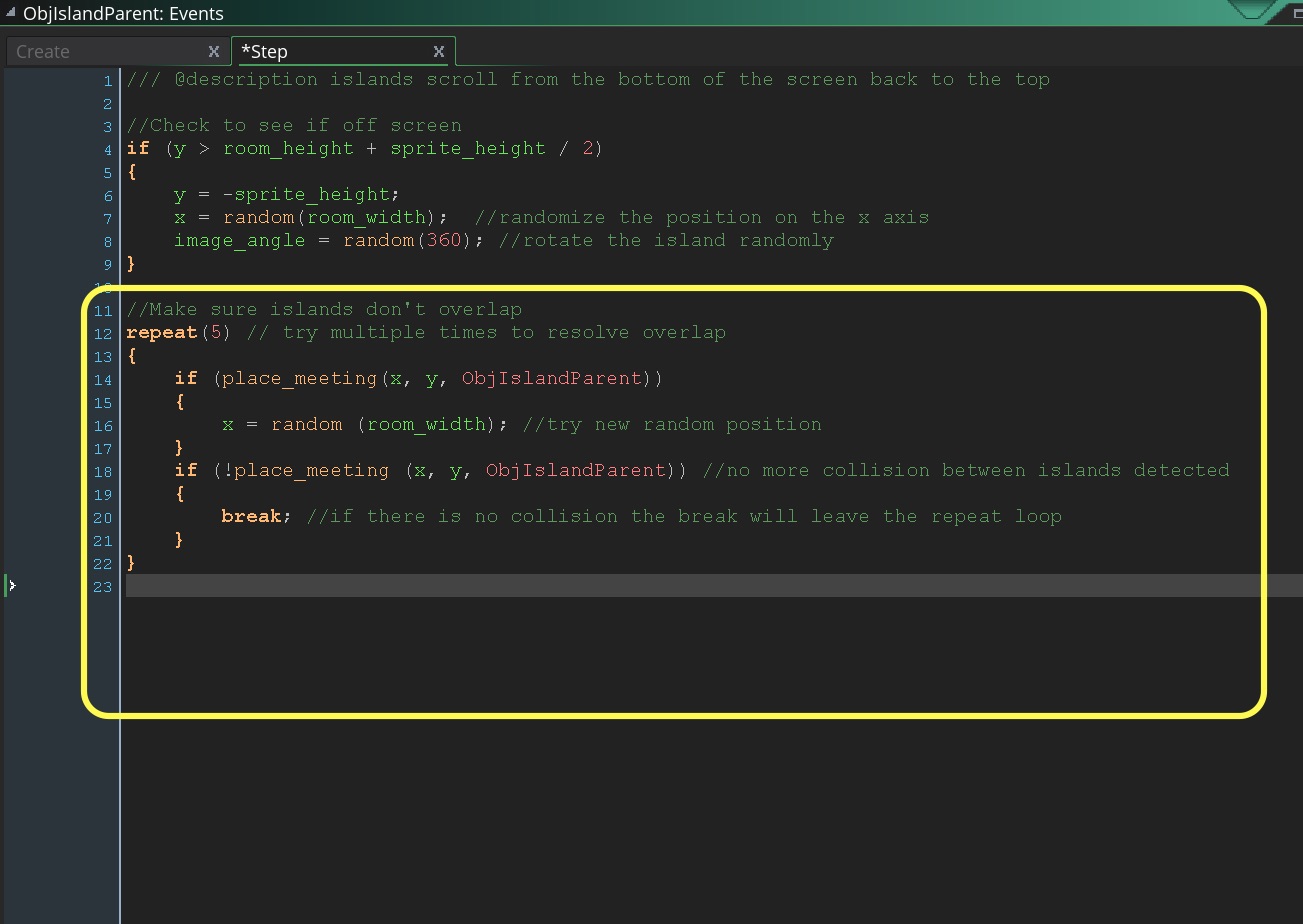 ObjIslandParent: Events
Create X *Step X
1 /// @description islands scroll from the bottom of the screen back to the top
2
3 //Check to see if off screen
4 if (y > room_height + sprite_height / 2)
5 {
6 y = -sprite_height;
7 x = random(room_width); //randomize the position on the x axis
8 image_angle = random(360); //rotate the island randomly
9 }
10
11 //Make sure islands don't overlap
12 repeat(5) // try multiple times to resolve overlap
13 {
14 if (place_meeting(x, y, ObjIslandParent))
15 {
16 x = random (room_width); //try new random position
17 }
18 if (!place_meeting (x, y, ObjIslandParent)) //no more collision between islands detected
19 {
20 break; //if there is no collision the break will leave the repeat loop
21 }
22 }
23